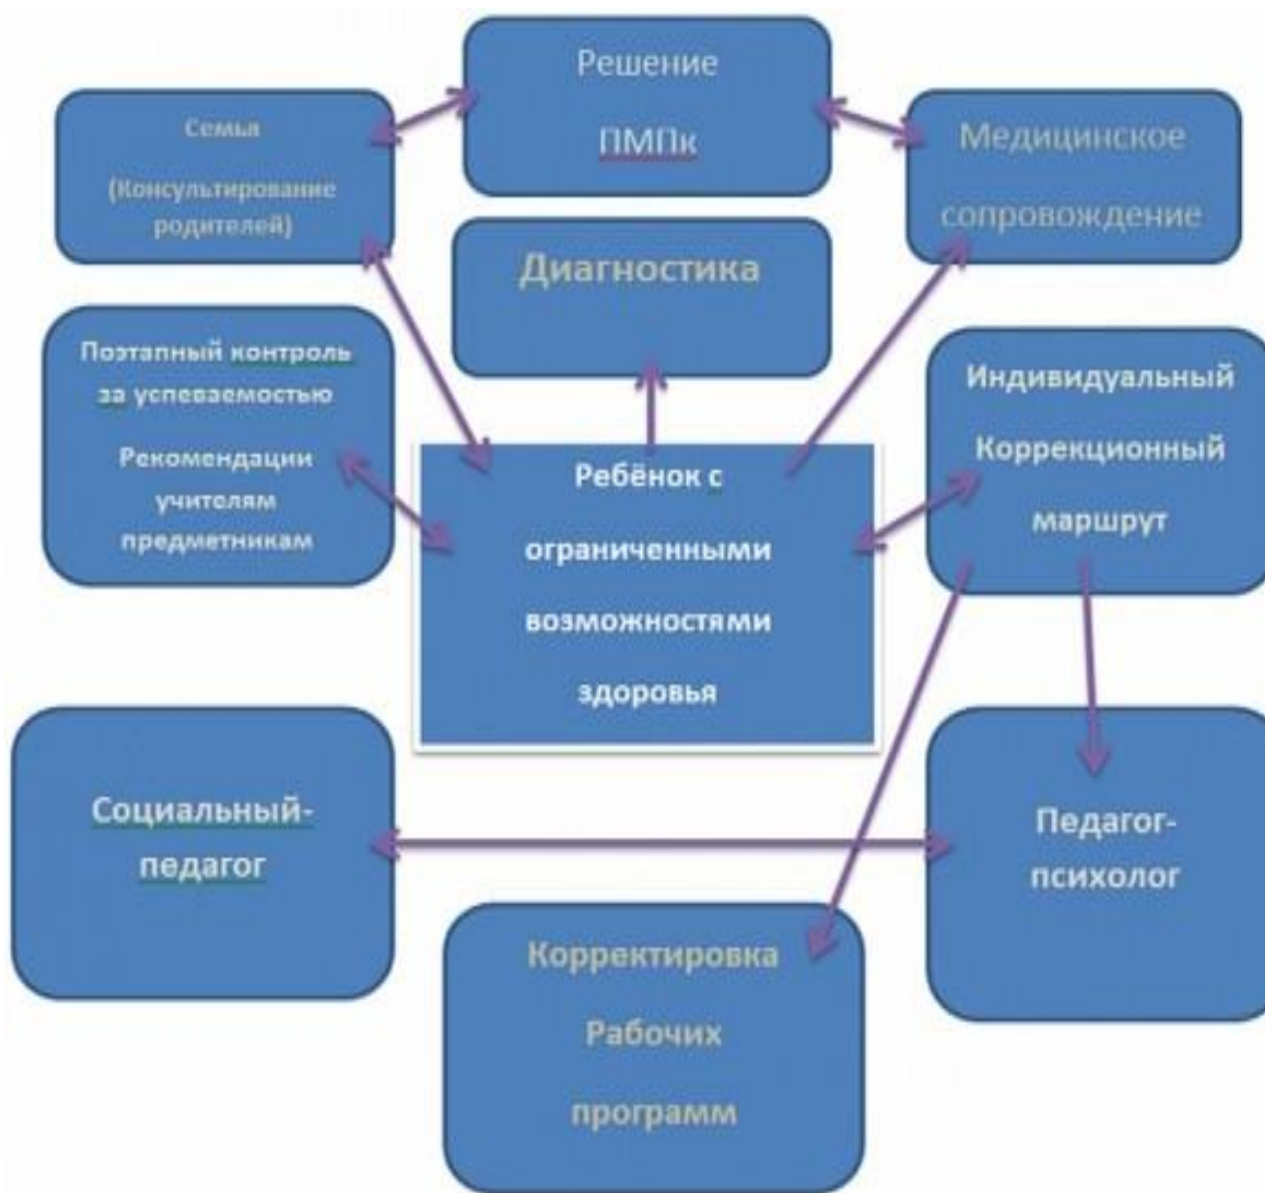 Решение
ПМПк
Семья
(Консультирование
родителей)
Медицинское
сопровождение
Диагностика
Поэтапный контроль
за успеваемостью
Рекомендации
учителям
предметникам
Индивидуальный
Коррекционный
маршрут
Ребёнок с
ограниченными
возможностями
здоровья
Социальный-
педагог
Педагог-
психолог
Корректировка
Рабочих
программ